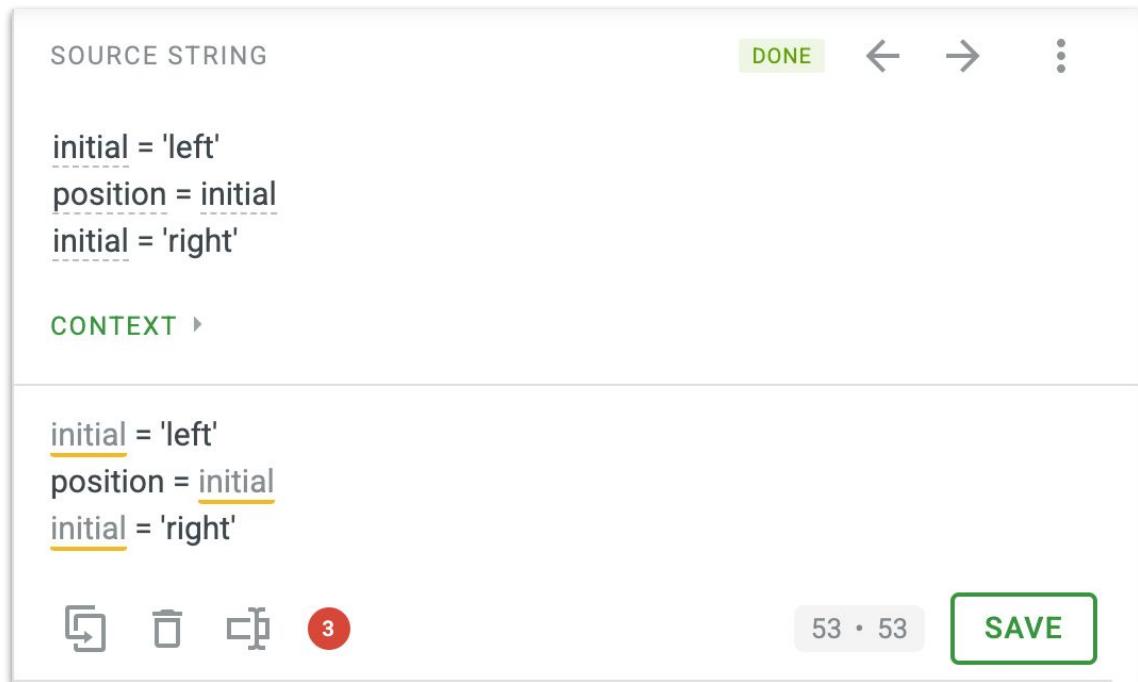 SOURCE STRING DONE
initial = 'left'
position = initial
initial = 'right'
CONTEXT
initial = 'left'
position = initial
initial = 'right'
3 53 • 53 SAVE